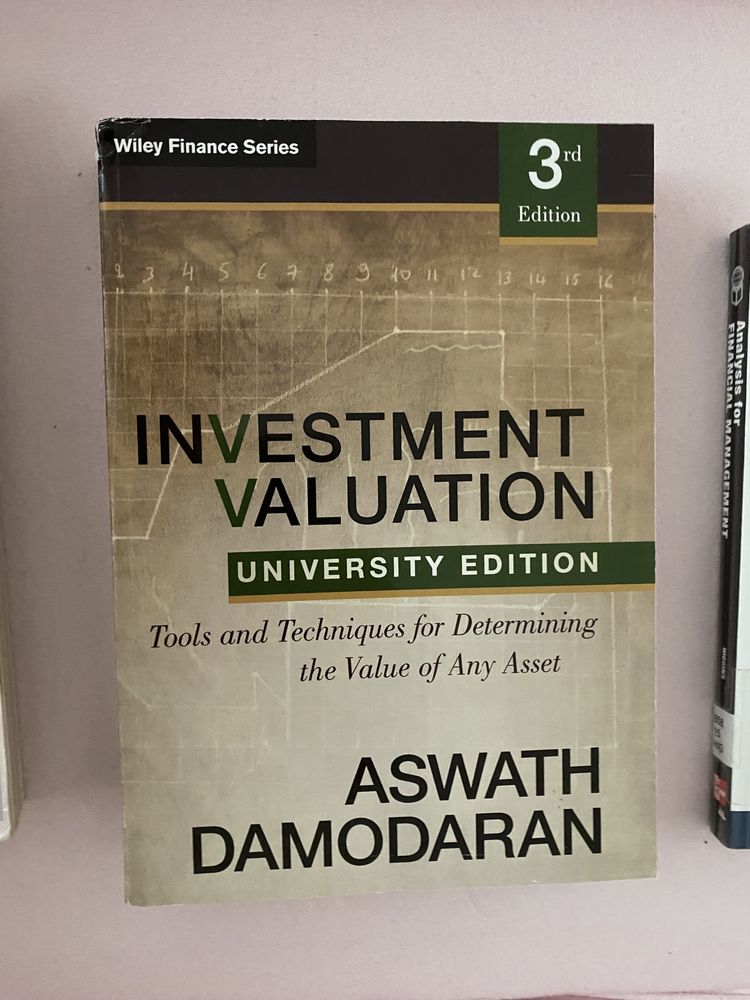 Wiley Finance Series
3rd
Edition
2 3 4 5 6 7 8 9 10 11 12 13 14 15 16
INVESTMENT
VALUATION
UNIVERSITY EDITION
Tools and Techniques for Determining
the Value of Any Asset
ASWATH
DAMODARAN
Analysis for
FINANCIAL MANAGEMENT
HIGGINS